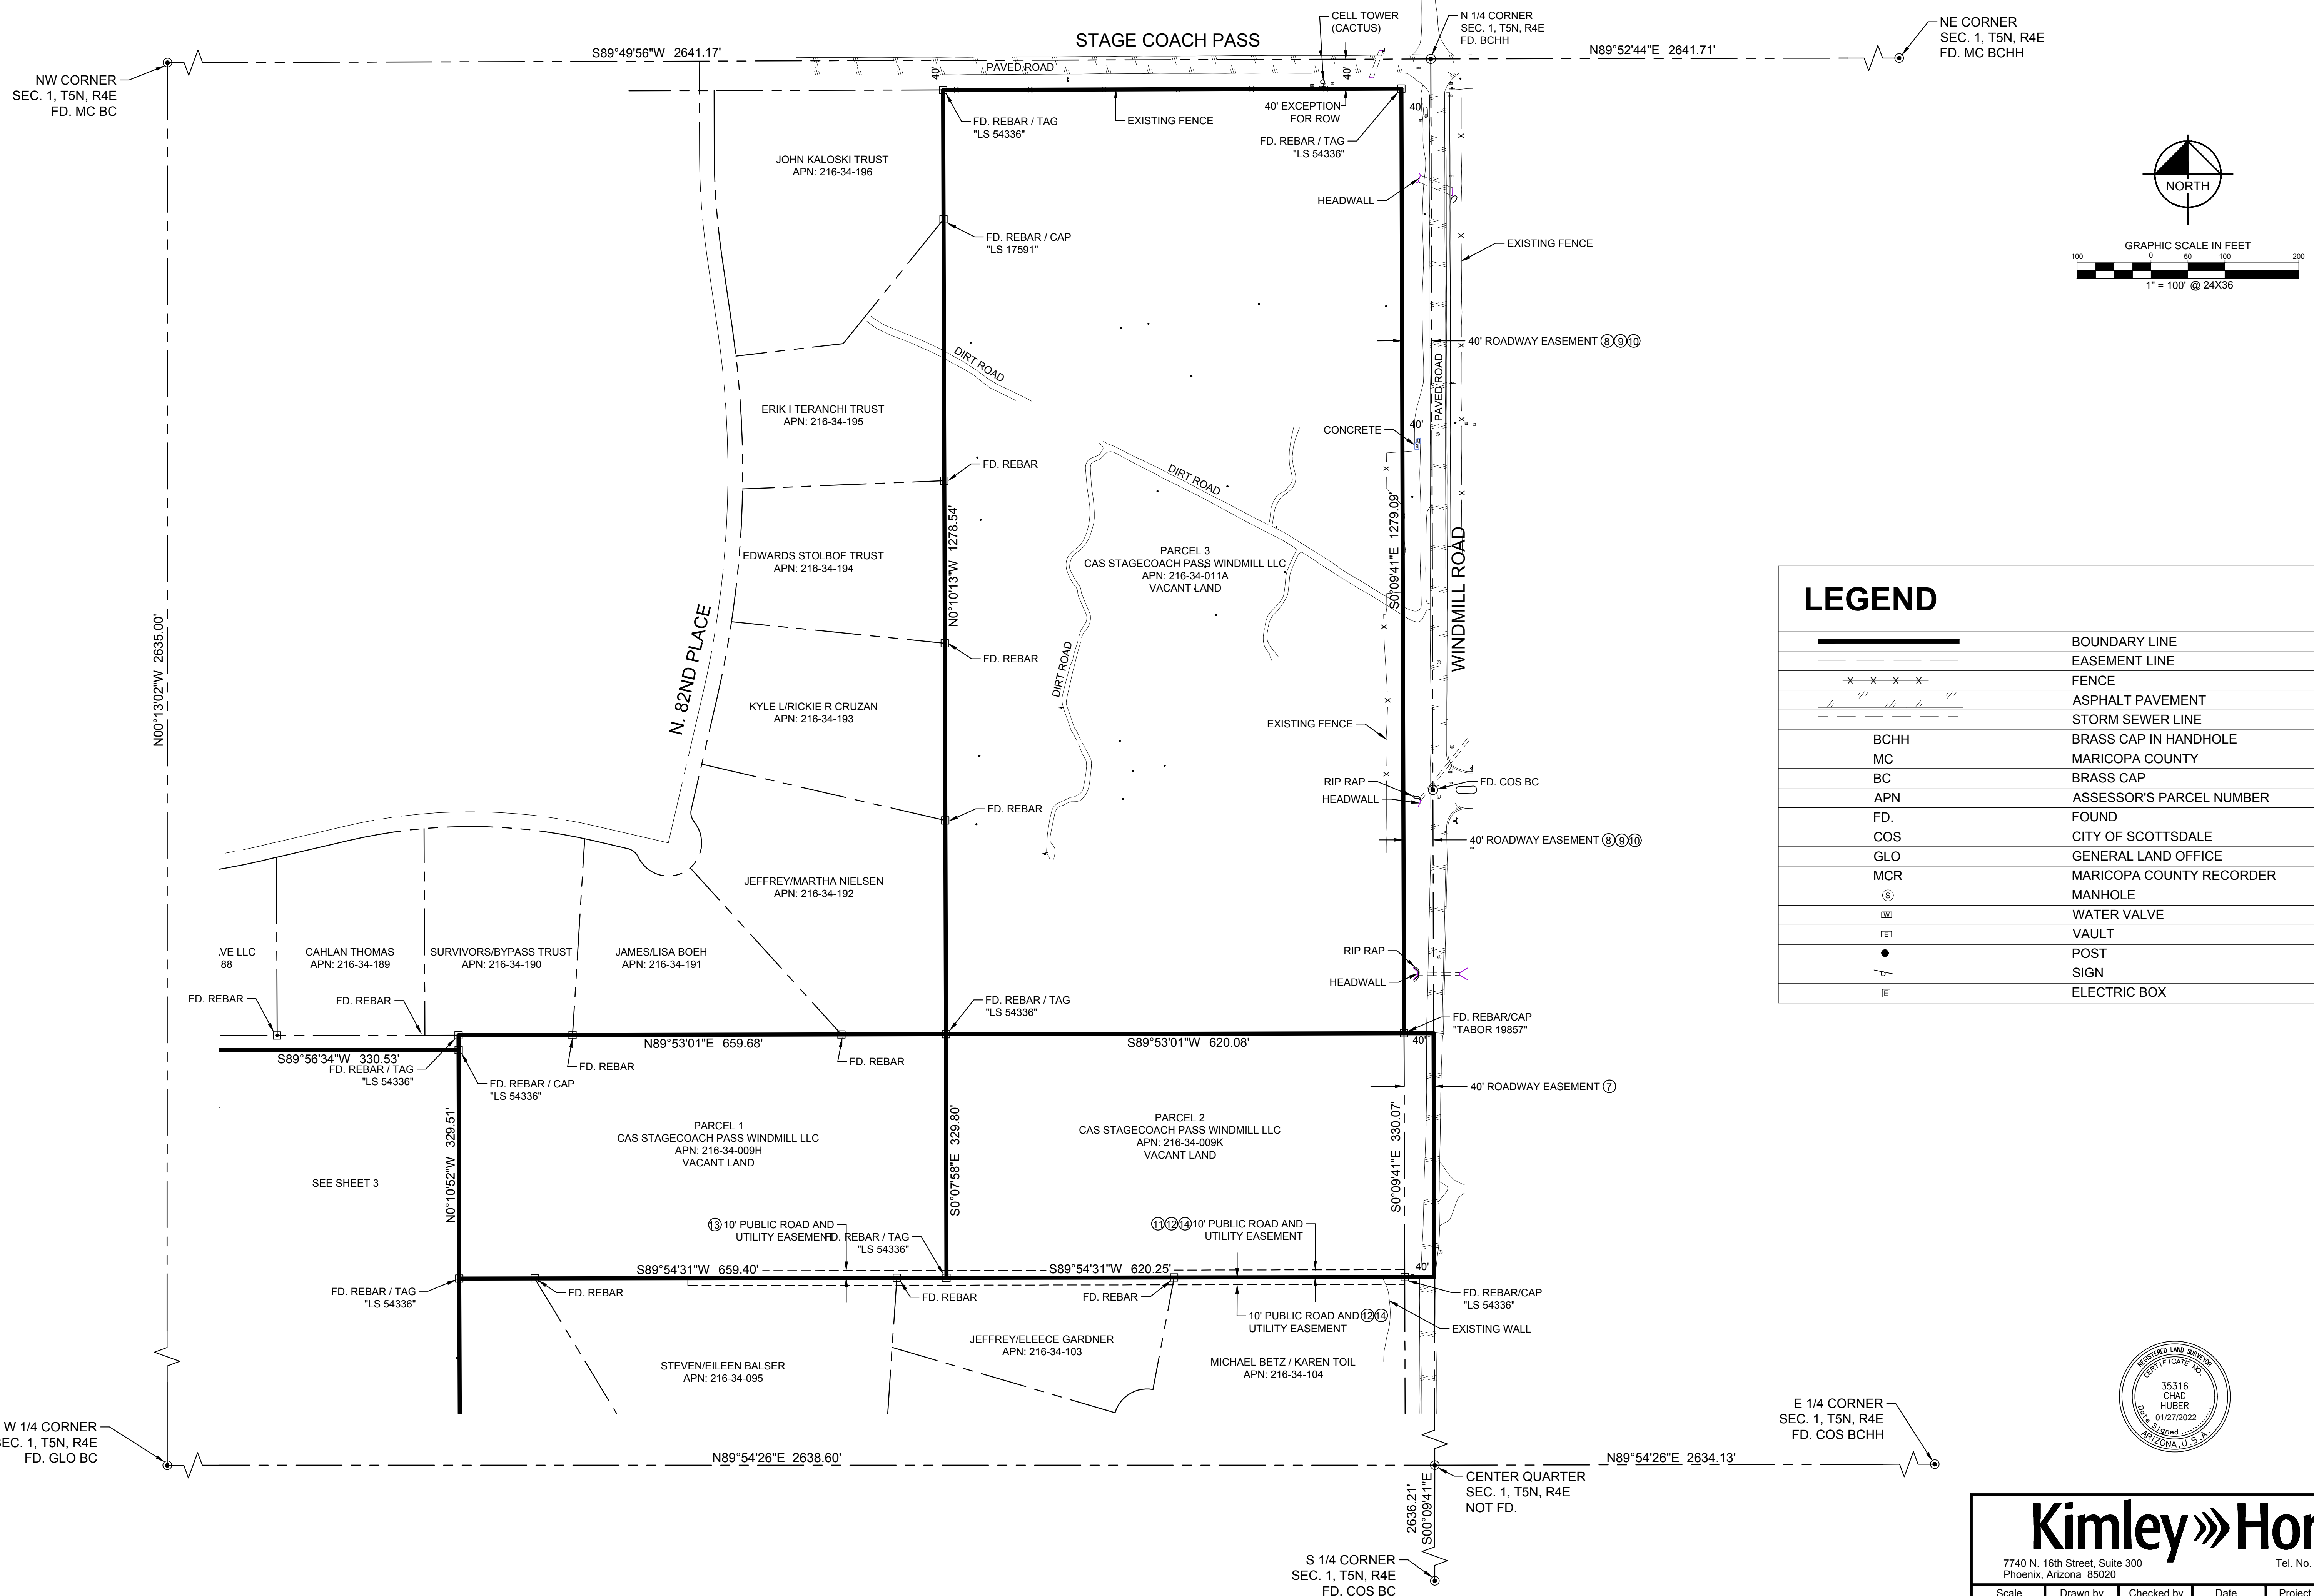 STAGE COACH PASS
CELL TOWER
(CACTUS)
N 1/4 CORNER
SEC. 1, T5N, R4E
FD. BCHH
NE CORNER
SEC. 1, T5N, R4E
FD. MC BCHH
S89°49'56"W 2641.17'
N89°52'44"E 2641.71'
NW CORNER
SEC. 1, T5N, R4E
FD. MC BC
PAVED ROAD
40'
40'
40' EXCEPTION
FOR ROW
40'
FD. REBAR / TAG
"LS 54336"
EXISTING FENCE
FD. REBAR / TAG
"LS 54336"
JOHN KALOSKI TRUST
APN: 216-34-196
HEADWALL
NORTH
FD. REBAR / CAP
"LS 17591"
EXISTING FENCE
GRAPHIC SCALE IN FEET
100 0 50 100 200
1" = 100' @ 24X36
DIRT ROAD
40' ROADWAY EASEMENT 8 9 10
PAVED ROAD
ERIK I TERANCHI TRUST
APN: 216-34-195
40'
CONCRETE
FD. REBAR
DIRT ROAD
N0°10'13"W 1278.54'
S0°09'41"E 1279.09'
WINDMILL ROAD
EDWARDS STOLBOF TRUST
APN: 216-34-194
PARCEL 3
CAS STAGECOACH PASS WINDMILL LLC
APN: 216-34-011A
VACANT LAND
N00°13'02"W 2635.00'
N. 82ND PLACE
FD. REBAR
DIRT ROAD
KYLE L/RICKIE R CRUZAN
APN: 216-34-193
EXISTING FENCE
RIP RAP
HEADWALL
FD. COS BC
FD. REBAR
40' ROADWAY EASEMENT 8 9 10
JEFFREY/MARTHA NIELSEN
APN: 216-34-192
LEGEND
BOUNDARY LINE
EASEMENT LINE
X X X X FENCE
ASPHALT PAVEMENT
STORM SEWER LINE
BCHH BRASS CAP IN HANDHOLE
MC MARICOPA COUNTY
BC BRASS CAP
APN ASSESSOR'S PARCEL NUMBER
FD. FOUND
COS CITY OF SCOTTSDALE
GLO GENERAL LAND OFFICE
MCR MARICOPA COUNTY RECORDER
S MANHOLE
W WATER VALVE
E VAULT
POST
SIGN
E ELECTRIC BOX
VE LLC
88
CAHLAN THOMAS
APN: 216-34-189
SURVIVORS/BYPASS TRUST
APN: 216-34-190
JAMES/LISA BOEH
APN: 216-34-191
RIP RAP
HEADWALL
FD. REBAR
FD. REBAR
FD. REBAR / TAG
"LS 54336"
FD. REBAR/CAP
"TABOR 19857"
40'
N89°53'01"E 659.68'
S89°53'01"W 620.08'
S89°56'34"W 330.53'
FD. REBAR / TAG
"LS 54336"
FD. REBAR / CAP
"LS 54336"
FD. REBAR
FD. REBAR
40' ROADWAY EASEMENT 7
N0°10'52"W 329.51'
PARCEL 1
CAS STAGECOACH PASS WINDMILL LLC
APN: 216-34-009H
VACANT LAND
S0°07'58"E 329.80'
PARCEL 2
CAS STAGECOACH PASS WINDMILL LLC
APN: 216-34-009K
VACANT LAND
S0°09'41"E 330.07'
SEE SHEET 3
13 10' PUBLIC ROAD AND
UTILITY EASEMENT
FD. REBAR / TAG
"LS 54336"
11 12 14 10' PUBLIC ROAD AND
UTILITY EASEMENT
S89°54'31"W 659.40'
S89°54'31"W 620.25'
40'
FD. REBAR / TAG
"LS 54336"
FD. REBAR
FD. REBAR
FD. REBAR
FD. REBAR/CAP
"LS 54336"
10' PUBLIC ROAD AND 12 14
UTILITY EASEMENT
EXISTING WALL
JEFFREY/ELEECE GARDNER
APN: 216-34-103
STEVEN/EILEEN BALSER
APN: 216-34-095
MICHAEL BETZ / KAREN TOIL
APN: 216-34-104
REGISTERED LAND SURVEYOR
CERTIFICATE NO.
35316
CHAD
HUBER
01/27/2022
Date Signed
ARIZONA, U.S.A.
W 1/4 CORNER
SEC. 1, T5N, R4E
FD. GLO BC
E 1/4 CORNER
SEC. 1, T5N, R4E
FD. COS BCHH
N89°54'26"E 2638.60'
N89°54'26"E 2634.13'
CENTER QUARTER
SEC. 1, T5N, R4E
NOT FD.
2636.21'
S00°09'41"E
S 1/4 CORNER
SEC. 1, T5N, R4E
FD. COS BC
Kimley»Hor
7740 N. 16th Street, Suite 300
Phoenix, Arizona 85020
Tel. No.
Scale Drawn by Checked by Date Project